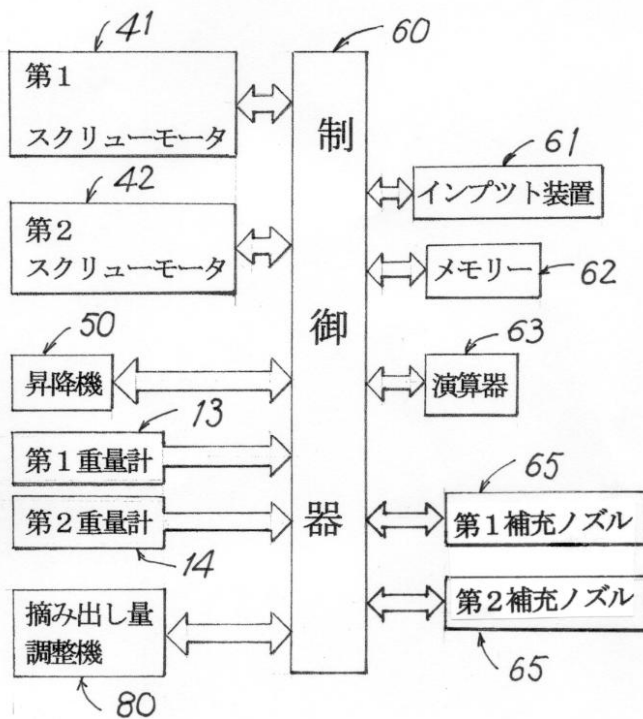 41
第1
スクリューモータ
42
第2
スクリューモータ
50
昇降機
13
第1重量計
第2重量計
14
摘み出し量
調整機
80
60
制
御
器
61
インプツト装置
メモリー
62
63
演算器
65
第1補充ノズル
第2補充ノズル
65